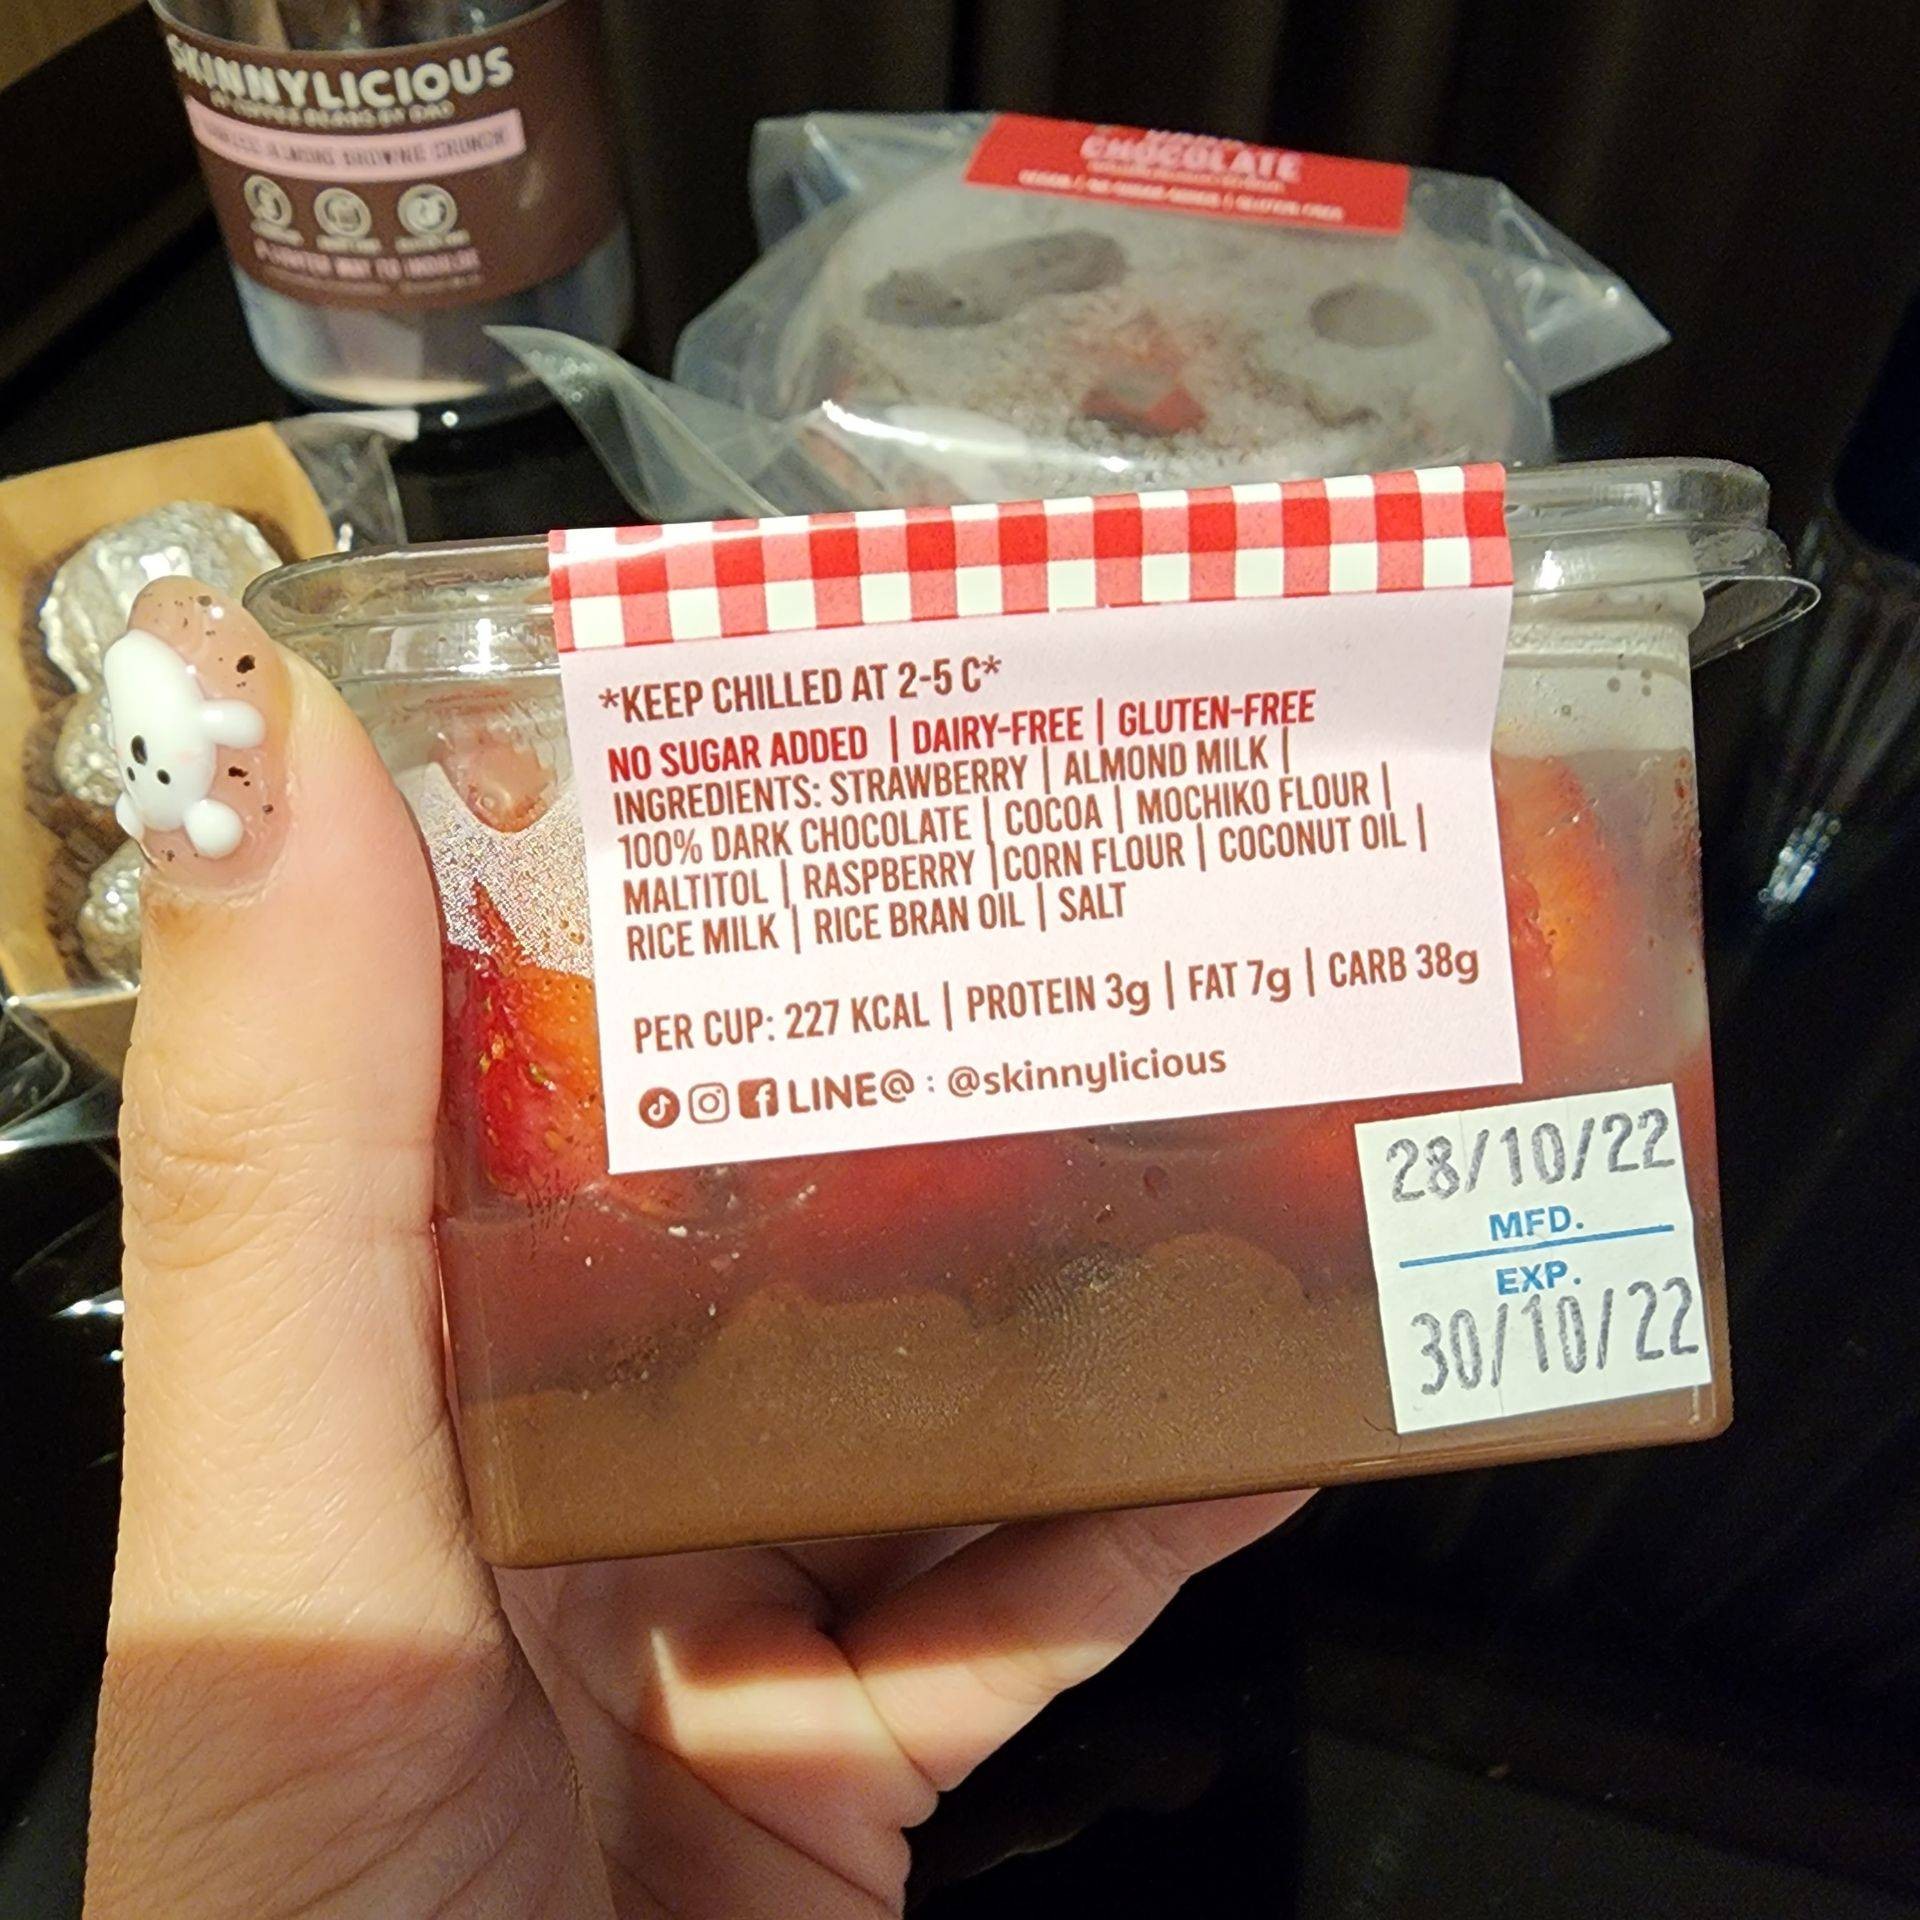 SKINNYLICIOUS
CHOCOLATE
*KEEP CHILLED AT 2-5 C*
NO SUGAR ADDED | DAIRY-FREE | GLUTEN-FREE
INGREDIENTS: STRAWBERRY | ALMOND MILK |
100% DARK CHOCOLATE | COCOA | MOCHIKO FLOUR |
MALTITOL | RASPBERRY | CORN FLOUR | COCONUT OIL |
RICE MILK | RICE BRAN OIL | SALT
PER CUP: 227 KCAL | PROTEIN 3g | FAT 7g | CARB 38g
LINE@ : @skinnylicious
28/10/22
MFD.
EXP.
30/10/22